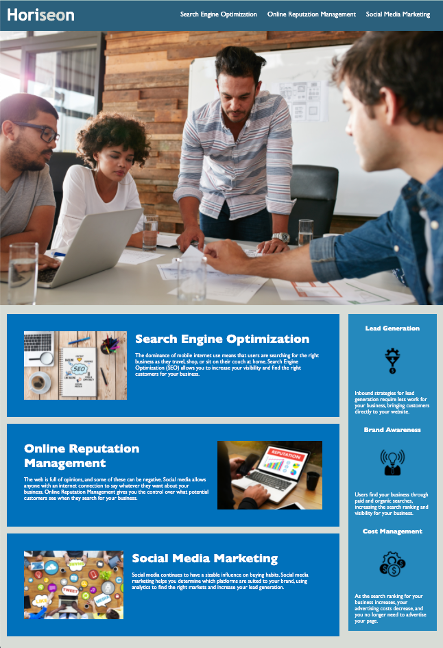 Horiseon
Search Engine Optimization
Online Reputation Management
Social Media Marketing
Search Engine Optimization
The dominance of mobile internet use means that users are searching for the right
business as they travel, shop, or sit on their couch at home. Search Engine
Optimization (SEO) allows you to increase your visibility and find the right
customers for your business.
Online Reputation
Management
The web is full of opinions, and some of these can be negative. Social media allows
anyone with an internet connection to say whatever they want about your
business. Online Reputation Management gives you the control over what potential
customers see when they search for your business.
REPUTATION
Social Media Marketing
Social media continues to have a sizable influence on buying habits. Social media
marketing helps you determine which platforms are suited to your brand, using
analytics to find the right markets and increase your lead generation.
SEO
TWEET
Lead Generation
Inbound strategies for lead
generation require less work for
your business, bringing customers
directly to your website.
Brand Awareness
Users find your business through
paid and organic searches,
increasing the search ranking and
visibility for your business.
Cost Management
As the search ranking for your
business increases, your
advertising costs decrease, and
you no longer need to advertise
your page.